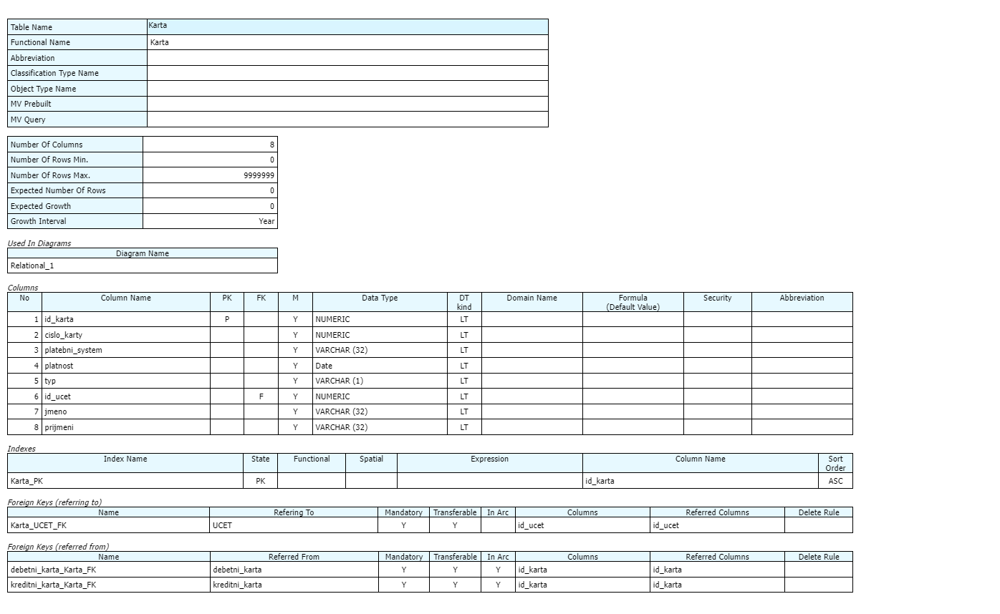 Table Name Karta
Functional Name Karta
Abbreviation
Classification Type Name
Object Type Name
MV Prebuilt
MV Query
Number Of Columns 8
Number Of Rows Min. 0
Number Of Rows Max. 9999999
Expected Number Of Rows 0
Expected Growth 0
Growth Interval Year
Used In Diagrams
Diagram Name
Relational_1
Columns
No Column Name PK FK M Data Type DT kind Domain Name Formula (Default Value) Security Abbreviation
1 id_karta P Y NUMERIC LT
2 cislo_karty Y NUMERIC LT
3 platebni_system Y VARCHAR (32) LT
4 platnost Y Date LT
5 typ Y VARCHAR (1) LT
6 id_ucet F Y NUMERIC LT
7 jmeno Y VARCHAR (32) LT
8 prijmeni Y VARCHAR (32) LT
Indexes
Index Name State Functional Spatial Expression Column Name Sort Order
Karta_PK PK id_karta ASC
Foreign Keys (referring to)
Name Refering To Mandatory Transferable In Arc Columns Referred Columns Delete Rule
Karta_UCET_FK UCET Y Y id_ucet id_ucet
Foreign Keys (referred from)
Name Referred From Mandatory Transferable In Arc Columns Referred Columns Delete Rule
debetni_karta_Karta_FK debetni_karta Y Y Y id_karta id_karta
kreditni_karta_Karta_FK kreditni_karta Y Y Y id_karta id_karta